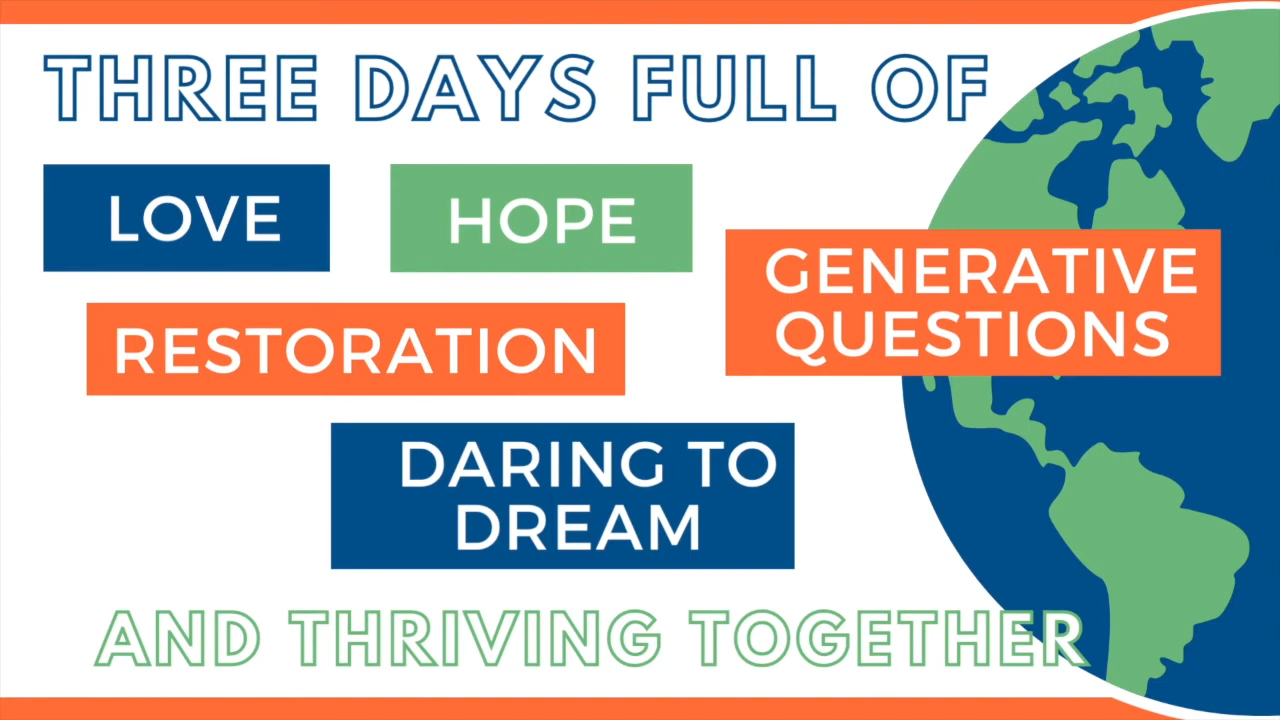 THREE DAYS FULL OF
LOVE
HOPE
GENERATIVE
QUESTIONS
RESTORATION
DARING TO
DREAM
AND THRIVING TOGETHER